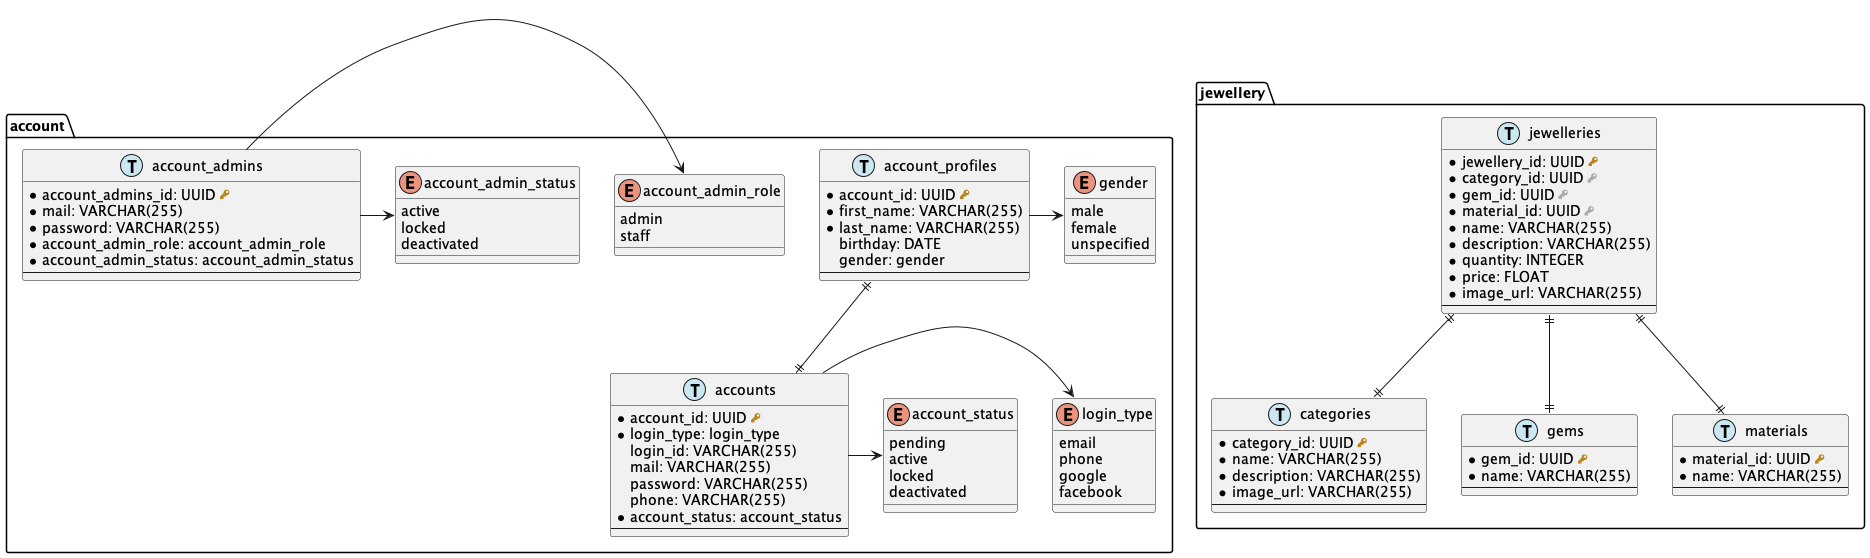 account
T account_admins
account_admins_id: UUID
mail: VARCHAR(255)
password: VARCHAR(255)
account_admin_role: account_admin_role
account_admin_status: account_admin_status
E account_admin_status
active
locked
deactivated
E account_admin_role
admin
staff
T account_profiles
account_id: UUID
first_name: VARCHAR(255)
last_name: VARCHAR(255)
birthday: DATE
gender: gender
E gender
male
female
unspecified
T accounts
account_id: UUID
login_type: login_type
login_id: VARCHAR(255)
mail: VARCHAR(255)
password: VARCHAR(255)
phone: VARCHAR(255)
account_status: account_status
E account_status
pending
active
locked
deactivated
E login_type
email
phone
google
facebook
jewellery
T jewelleries
jewellery_id: UUID
category_id: UUID
gem_id: UUID
material_id: UUID
name: VARCHAR(255)
description: VARCHAR(255)
quantity: INTEGER
price: FLOAT
image_url: VARCHAR(255)
T categories
category_id: UUID
name: VARCHAR(255)
description: VARCHAR(255)
image_url: VARCHAR(255)
T gems
gem_id: UUID
name: VARCHAR(255)
T materials
material_id: UUID
name: VARCHAR(255)